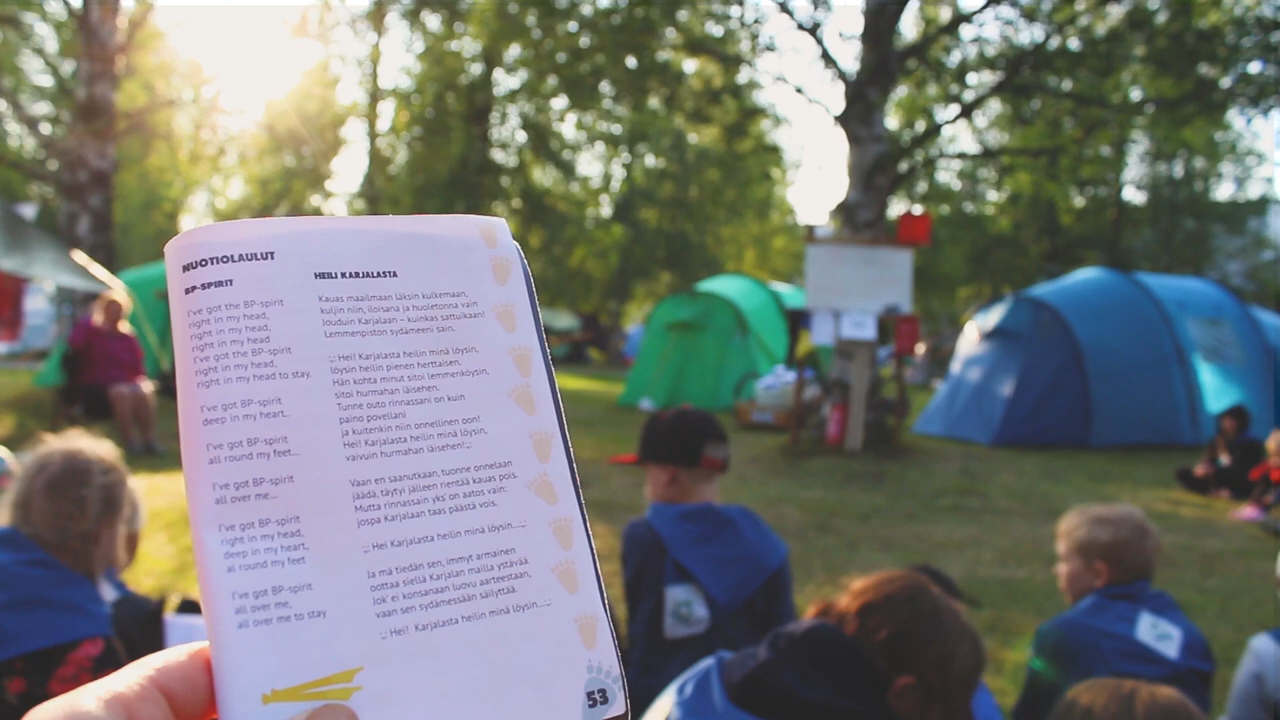 NUOTIOLAULUT
BP-SPIRIT
I've got the BP-spirit
right in my head,
right in my head,
right in my head
I've got the BP-spirit
right in my head,
right in my head to stay.
I've got BP-spirit
deep in my heart...
I've got BP-spirit
all round my feet...
I've got BP-spirit
all over me...
I've got BP-spirit
right in my head,
deep in my heart,
al round my feet
I've got BP-spirit
all over me,
all over me to stay
HEILI KARJALASTA
Kauas maailmaan läksin kulkemaan,
kuljin niin, iloisana ja huoletonna vain
Jouduin Karjalaan – kuinkas sattuikaan!
Lemmenpiston sydämeeni sain.
;;: Hei! Karjalasta heilin minä löysin,
löysin heilin pienen herttaisen.
Hän kohta minut sitoi lemmenköysin,
sitoi hurmahan läisehen.
Tunne outo rinnassani on kuin
paino povellani
ja kuitenkin niin onnellinen oon!
Hei! Karjalasta heilin minä löysin,
vaivuin hurmahan läisehen!:;;
Vaan en saanutkaan, tuonne onnelaan
jäädä, täytyi jälleen rientää kauas pois.
Mutta rinnassain yks' on aatos vain:
jospa Karjalaan taas päästä vois.
;;: Hei Karjalasta heilin minä löysin...:;;
Ja mä tiedän sen, immyt armainen
oottaa siellä Karjalan mailla ystävää.
Jok' ei konsanaan luovu aarteestaan,
vaan sen sydämessään säilyttää.
;;: Hei! Karjalasta heilin minä löysin...:;;
53